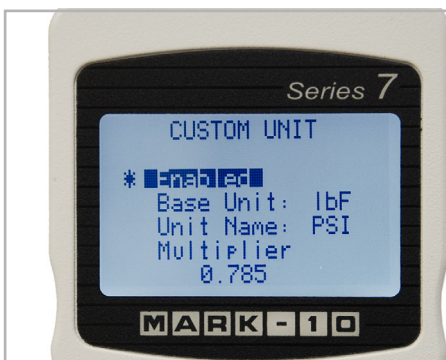 Series 7
CUSTOM UNIT
* Enabled
Base Unit: lbF
Unit Name: PSI
Multiplier
0.785
MARK-10